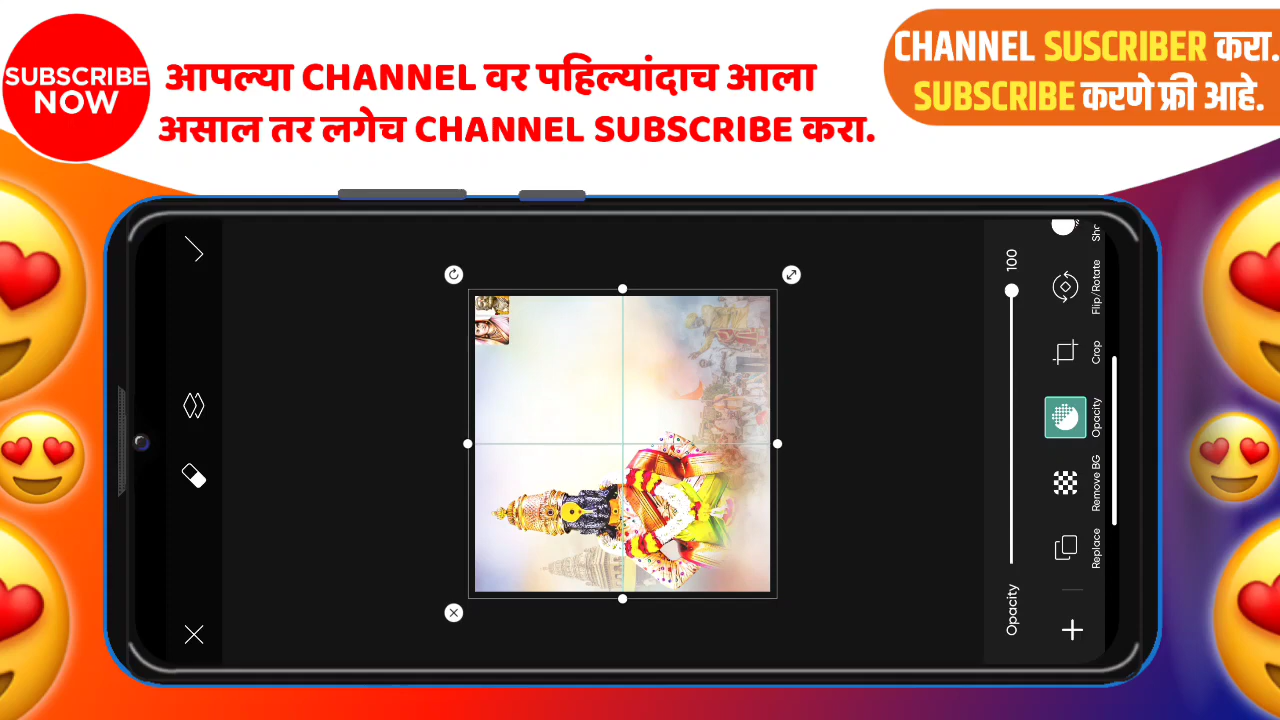 SUBSCRIBE
NOW
आपल्या CHANNEL वर पहिल्यांदाच आला
असाल तर लगेच CHANNEL SUBSCRIBE करा.
CHANNEL SUSCRIBER करा.
SUBSCRIBE करणे फ्री आहे.
Opacity
100
Replace
Remove BG
Opacity
Crop
Flip/Rotate